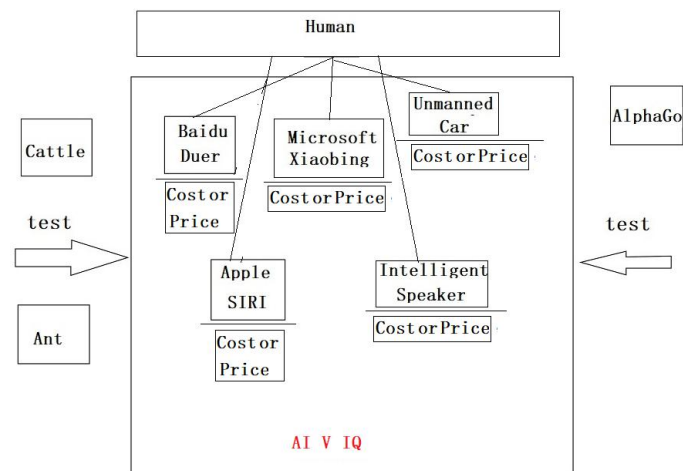 Human
Unmanned
Car
CostorPrice
AlphaGo
Baidu
Duer
Costor
Price
Microsoft
Xiaobing
CostorPrice
Cattle
test
test
Apple
SIRI
Costor
Price
Intelligent
Speaker
CostorPrice
Ant
AI V IQ